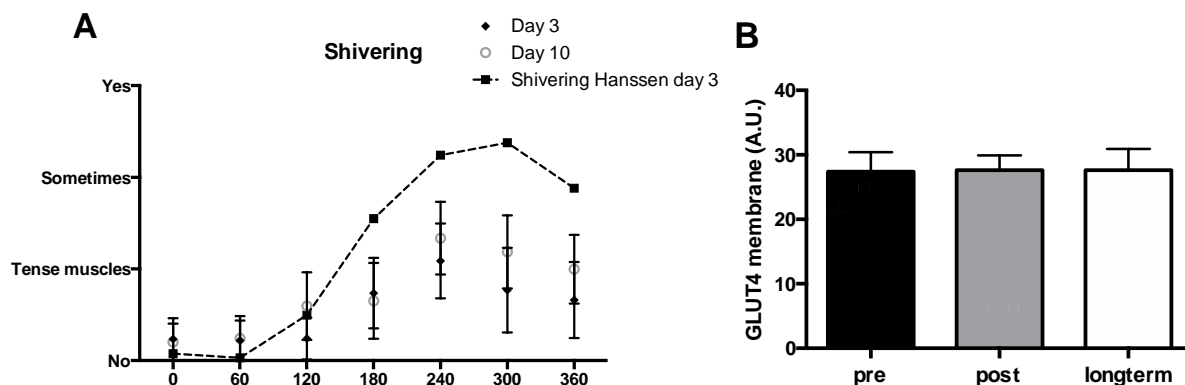 A
Shivering
Day 3
Day 10
Shivering Hanssen day 3
Yes
Sometimes
Tense muscles
No
0 60 120 180 240 300 360
B
GLUT4 membrane (A.U.)
40
30
20
10
0
pre post longterm